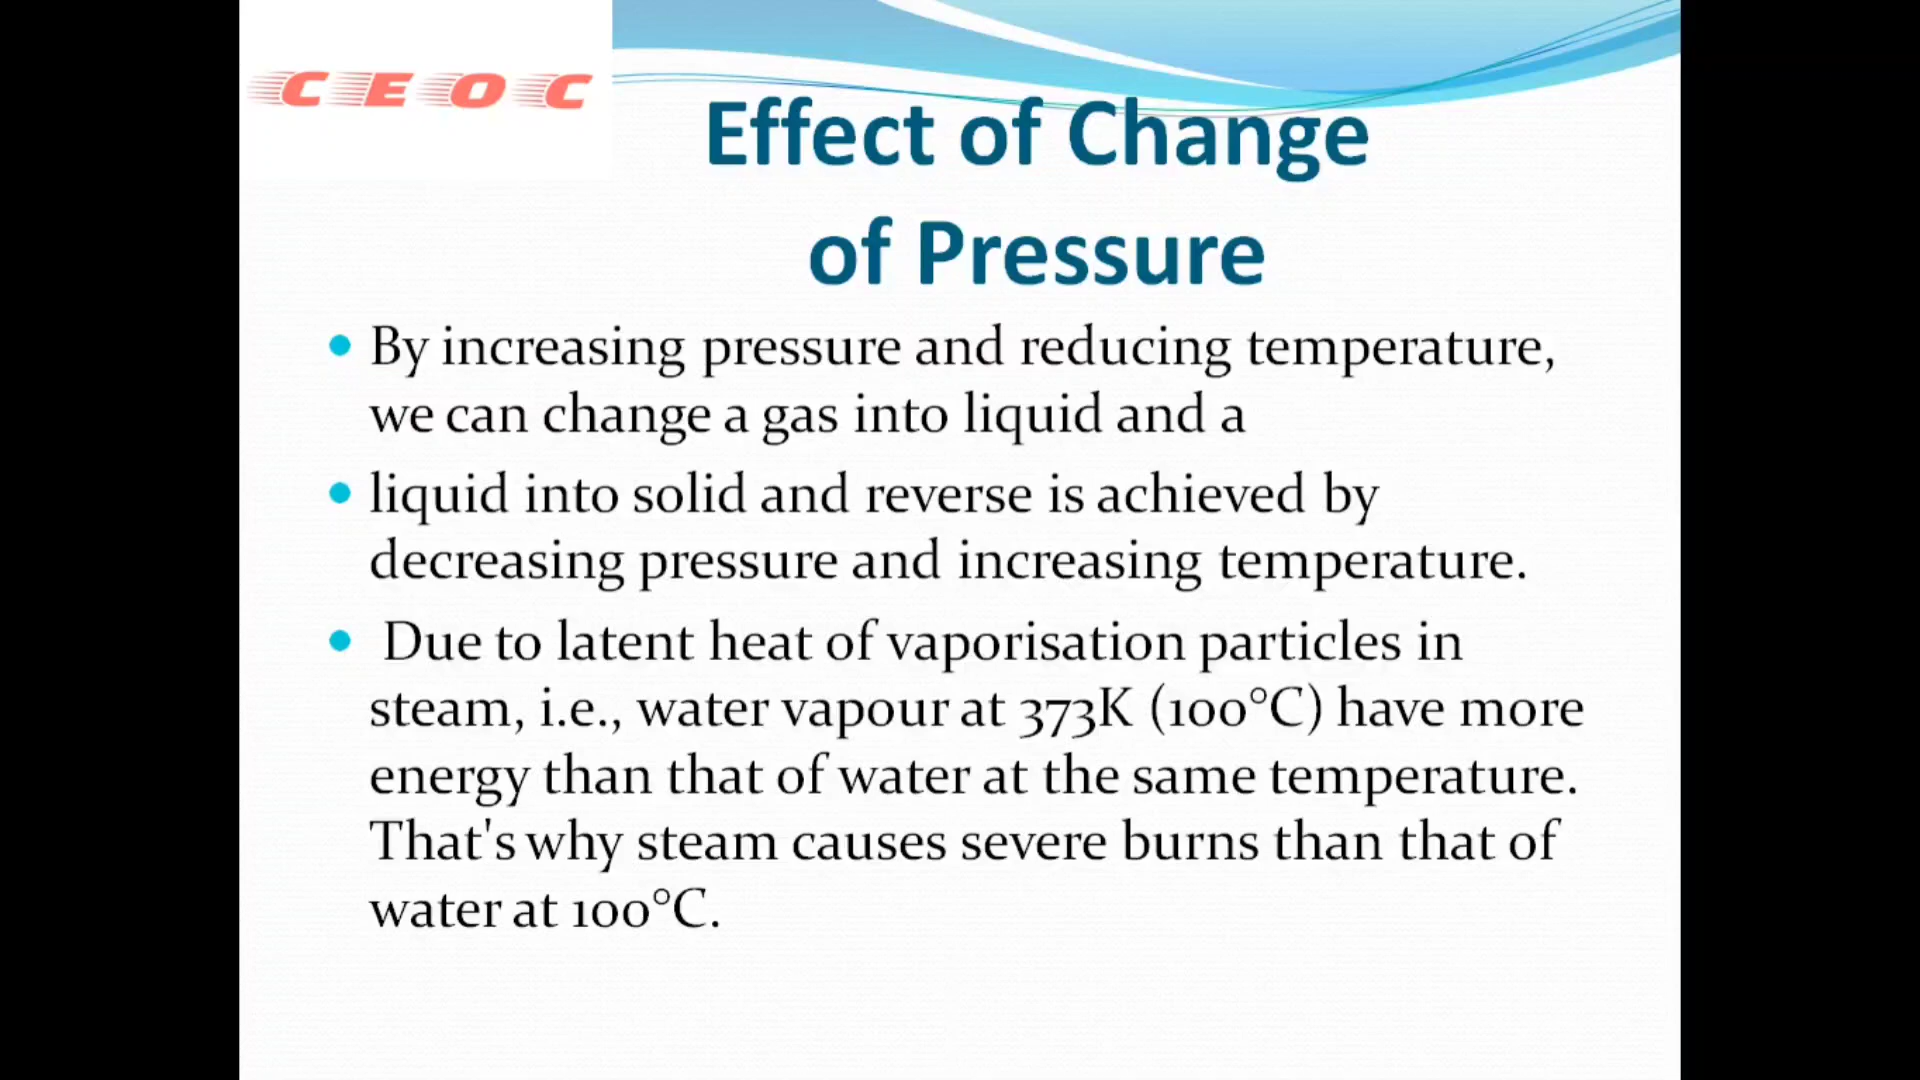 CEOC
Effect of Change
of Pressure
• By increasing pressure and reducing temperature,
we can change a gas into liquid and a
• liquid into solid and reverse is achieved by
decreasing pressure and increasing temperature.
• Due to latent heat of vaporisation particles in
steam, i.e., water vapour at 373K (100°C) have more
energy than that of water at the same temperature.
That's why steam causes severe burns than that of
water at 100°C.